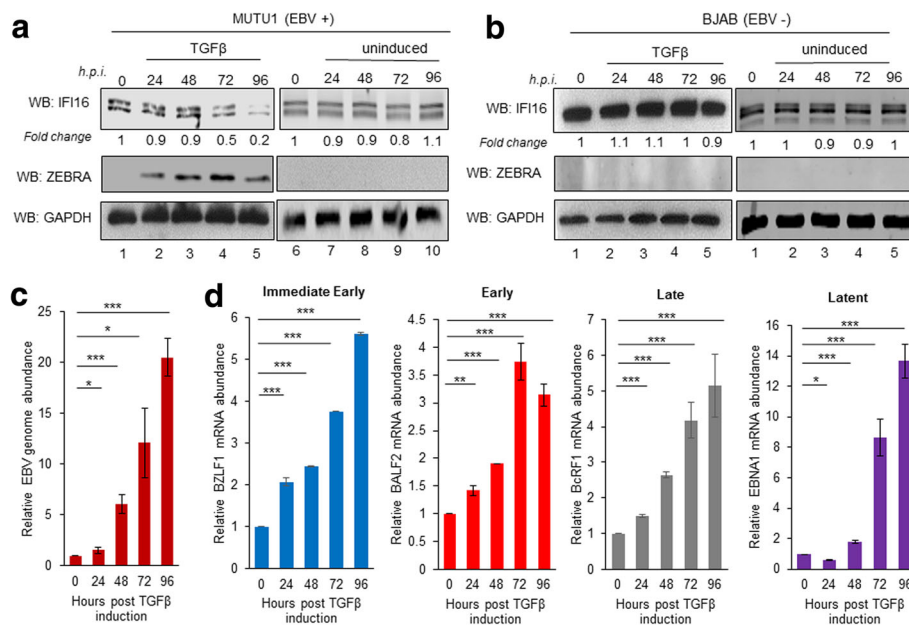 a
MUTU1 (EBV +)
TGFβ
uninduced
h.p.i.
0 24 48 72 96 0 24 48 72 96
WB: IFI16
Fold change
1 0.9 0.9 0.5 0.2 1 0.9 0.9 0.8 1.1
WB: ZEBRA
WB: GAPDH
1 2 3 4 5 6 7 8 9 10
b
BJAB (EBV -)
TGFβ
uninduced
h.p.i.
0 24 48 72 96 0 24 48 72 96
WB: IFI16
Fold change
1 1.1 1.1 1 0.9 1 1 0.9 0.9 1
WB: ZEBRA
WB: GAPDH
1 2 3 4 5 1 2 3 4 5
c
Relative EBV genome abundance
25
20
15
10
5
0
***
*
***
*
0 24 48 72 96
Hours post TGFβ
induction
d
Immediate Early
Relative BZLF1 mRNA abundance
6
5
4
3
2
1
0
***
***
***
***
0 24 48 72 96
Hours post TGFβ
induction
Early
Relative BALF2 mRNA abundance
4.5
4
3.5
3
2.5
2
1.5
1
0.5
0
***
***
***
**
0 24 48 72 96
Hours post TGFβ
induction
Late
Relative BcRF1 mRNA abundance
7
6
5
4
3
2
1
0
***
***
***
***
0 24 48 72 96
Hours post TGFβ
induction
Latent
Relative EBNA1 mRNA abundance
16
14
12
10
8
6
4
2
0
***
***
***
*
0 24 48 72 96
Hours post TGFβ
induction